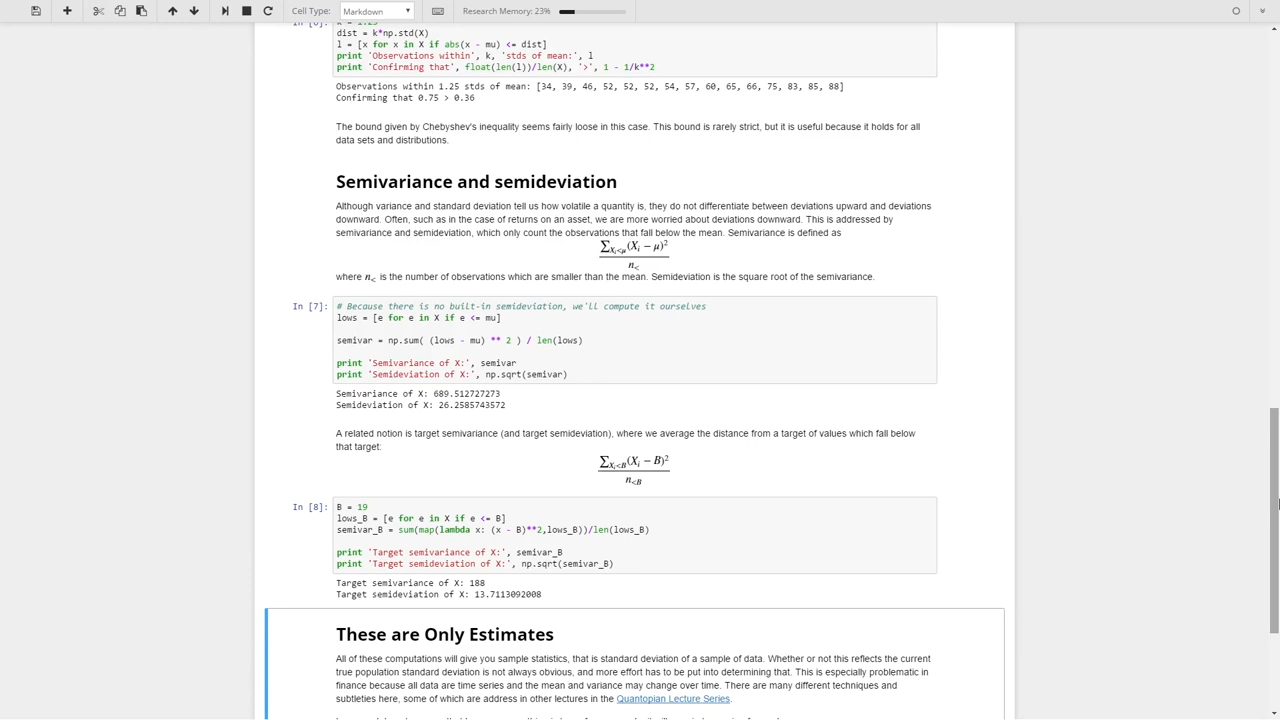 Cell Type: Markdown Research Memory: 23%
dist = k*np.std(X)
l = [x for x in X if abs(x - mu) <= dist]
print 'Observations within', k, 'stds of mean:', l
print 'Confirming that', float(len(l))/len(X), '>', 1 - 1/k**2
Observations within 1.25 stds of mean: [34, 39, 46, 52, 52, 52, 54, 57, 60, 65, 66, 75, 83, 85, 88]
Confirming that 0.75 > 0.36
The bound given by Chebyshev's inequality seems fairly loose in this case. This bound is rarely strict, but it is useful because it holds for all
data sets and distributions.
Semivariance and semideviation
Although variance and standard deviation tell us how volatile a quantity is, they do not differentiate between deviations upward and deviations
downward. Often, such as in the case of returns on an asset, we are more worried about deviations downward. This is addressed by
semivariance and semideviation, which only count the observations that fall below the mean. Semivariance is defined as
∑Xi<μ(Xi − μ)²
n<
where n< is the number of observations which are smaller than the mean. Semideviation is the square root of the semivariance.
In [7]: # Because there is no built-in semideviation, we'll compute it ourselves
lows = [e for e in X if e <= mu]
semivar = np.sum( (lows - mu) ** 2 ) / len(lows)
print 'Semivariance of X:', semivar
print 'Semideviation of X:', np.sqrt(semivar)
Semivariance of X: 689.512727273
Semideviation of X: 26.2585743572
A related notion is target semivariance (and target semideviation), where we average the distance from a target of values which fall below
that target:
∑Xi<B(Xi − B)²
n<B
In [8]: B = 19
lows_B = [e for e in X if e <= B]
semivar_B = sum(map(lambda x: (x - B)**2,lows_B))/len(lows_B)
print 'Target semivariance of X:', semivar_B
print 'Target semideviation of X:', np.sqrt(semivar_B)
Target semivariance of X: 188
Target semideviation of X: 13.7113092008
These are Only Estimates
All of these computations will give you sample statistics, that is standard deviation of a sample of data. Whether or not this reflects the current
true population standard deviation is not always obvious, and more effort has to be put into determining that. This is especially problematic in
finance because all data are time series and the mean and variance may change over time. There are many different techniques and
subtleties here, some of which are address in other lectures in the Quantopian Lecture Series.